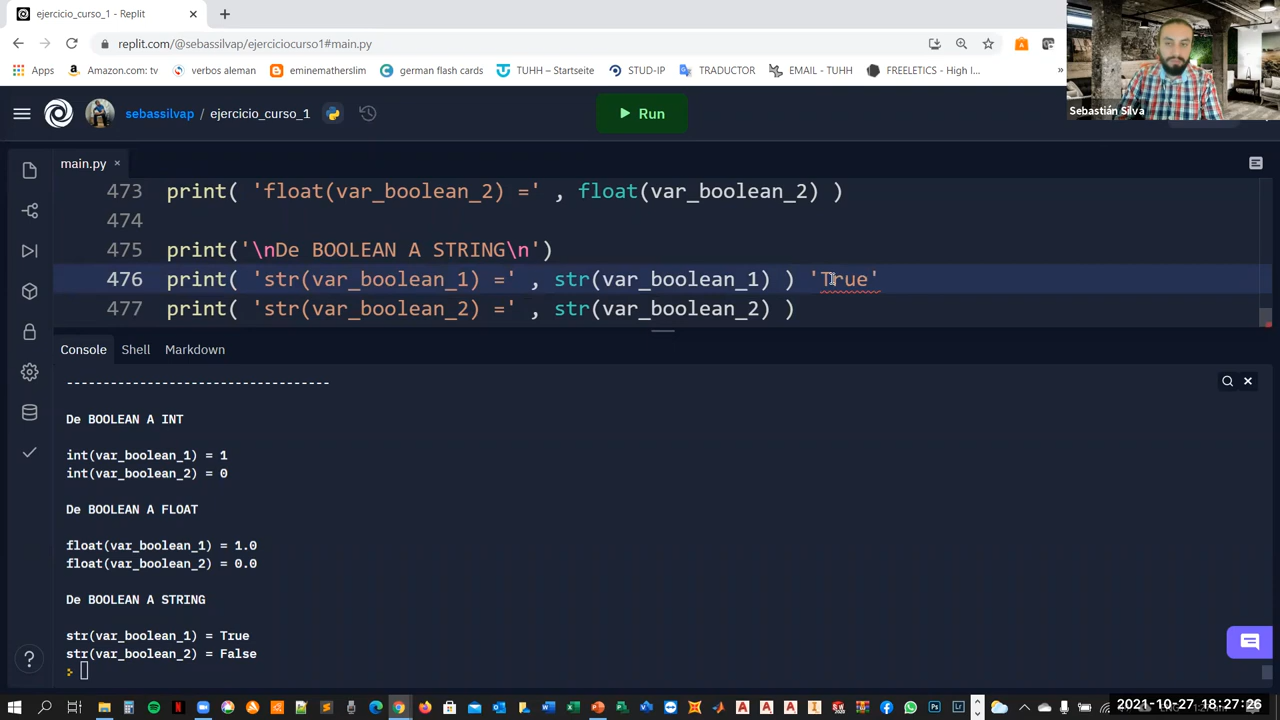 ejercicio_curso_1
replit.com/@sebassilvap/ejerciciocurso1#main.py
Apps
Amazon.com: tv
verbos aleman
eminemathersIim
german flash cards
TUHH – Startseite
STUD-IP
TRADUCTOR
EMAIL - TUHH
FREELETICS - High I...
»
Sebastián Silva
sebassilvap / ejercicio_curso_1
Run
main.py
473 print( 'float(var_boolean_2) =' , float(var_boolean_2) )
474
475 print('\nDe BOOLEAN A STRING\n')
476 print( 'str(var_boolean_1) =' , str(var_boolean_1) ) 'True'
477 print( 'str(var_boolean_2) =' , str(var_boolean_2) )
Console Shell Markdown
------------------------------------
De BOOLEAN A INT
int(var_boolean_1) = 1
int(var_boolean_2) = 0
De BOOLEAN A FLOAT
float(var_boolean_1) = 1.0
float(var_boolean_2) = 0.0
De BOOLEAN A STRING
str(var_boolean_1) = True
str(var_boolean_2) = False
2021-10-27 18:27:26